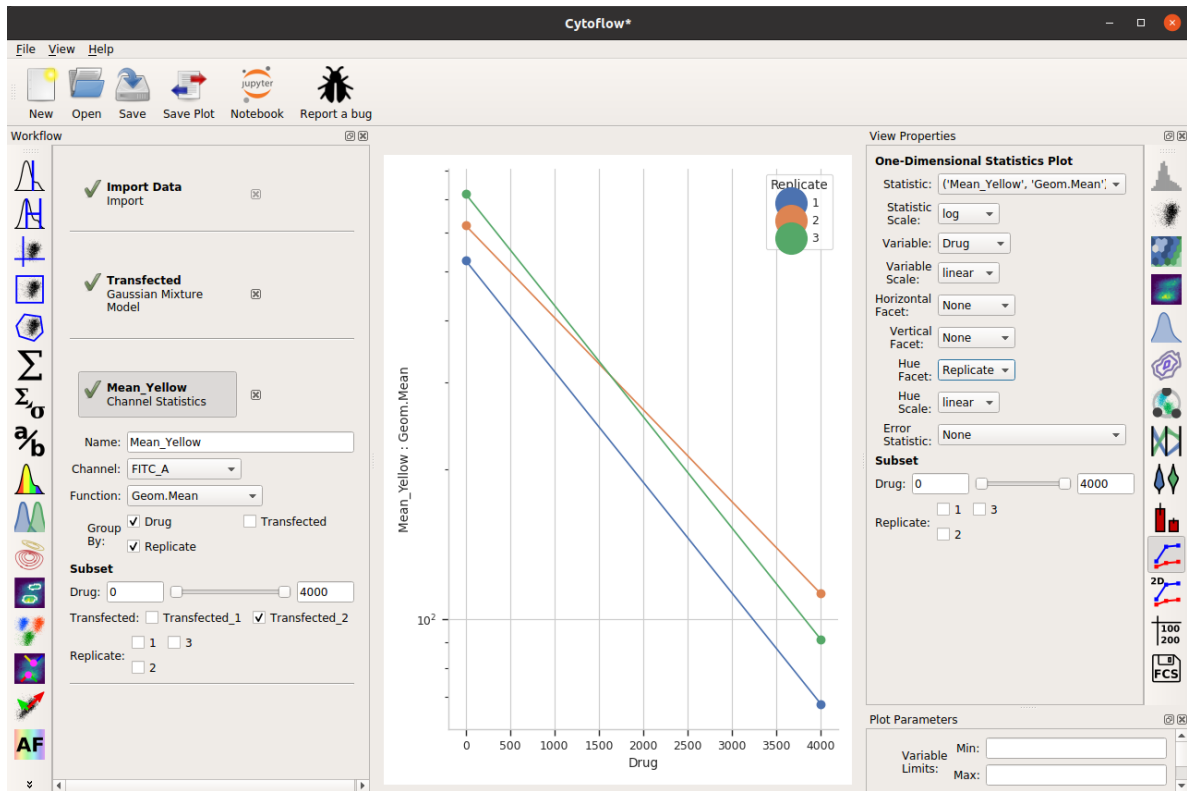 Cytoflow*
File View Help
New Open Save Save Plot Notebook Report a bug
jupyter
Workflow
Import Data
Import
Transfected
Gaussian Mixture
Model
Mean_Yellow
Channel Statistics
Name: Mean_Yellow
Channel: FITC_A
Function: Geom.Mean
Group By: Drug Transfected
Replicate
Subset
Drug: 0 4000
Transfected: Transfected_1 Transfected_2
Replicate: 1 3
2
Σ
Σ,σ
a/b
AF
Replicate
1
2
3
Mean_Yellow : Geom.Mean
10²
0 500 1000 1500 2000 2500 3000 3500 4000
Drug
View Properties
One-Dimensional Statistics Plot
Statistic: ('Mean_Yellow', 'Geom.Mean')
Statistic Scale: log
Variable: Drug
Variable Scale: linear
Horizontal Facet: None
Vertical Facet: None
Hue Facet: Replicate
Hue Scale: linear
Error Statistic: None
Subset
Drug: 0 4000
Replicate: 1 3
2
2D
100
200
FCS
Plot Parameters
Variable Limits: Min:
Max: